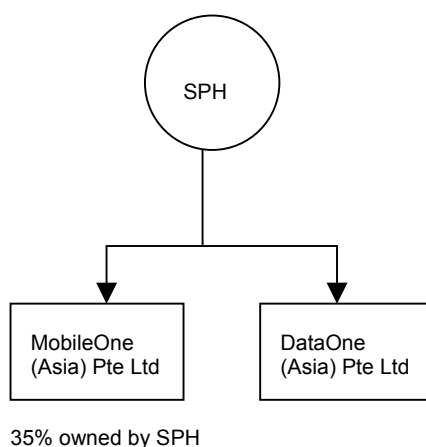 SPH
MobileOne
(Asia) Pte Ltd
DataOne
(Asia) Pte Ltd
35% owned by SPH